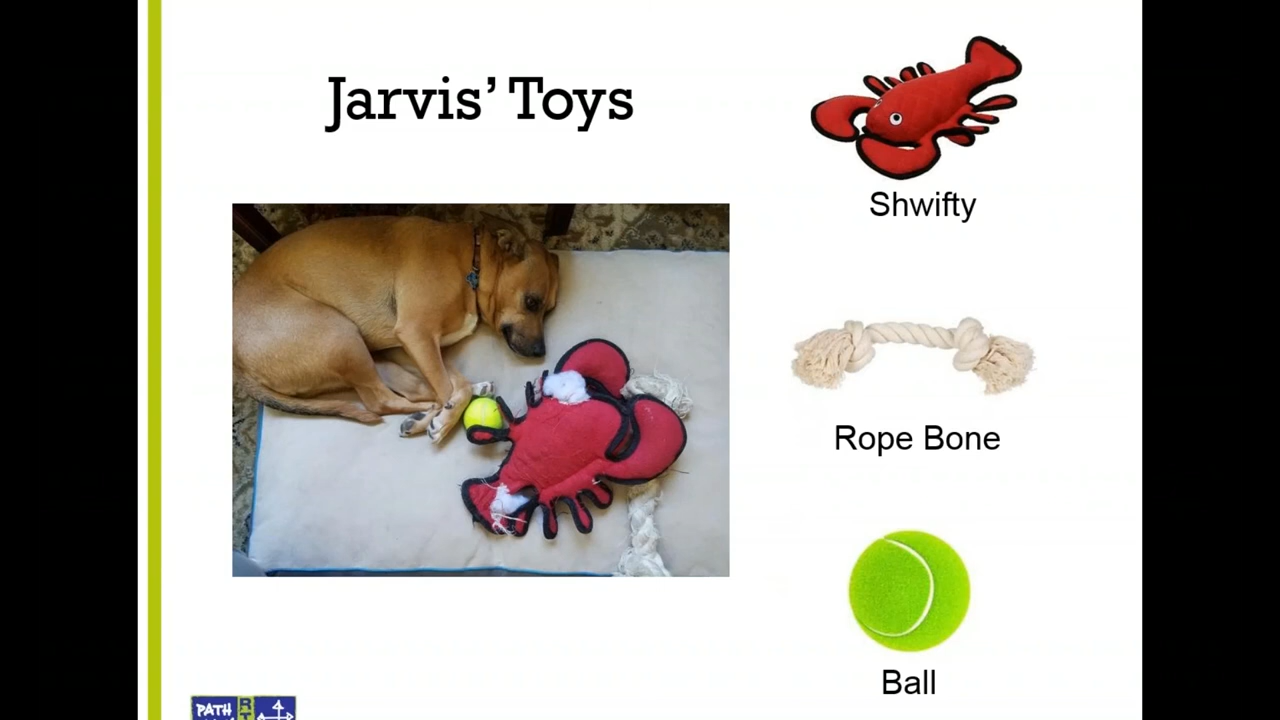 Jarvis’ Toys
Shwifty
Rope Bone
Ball
PATH